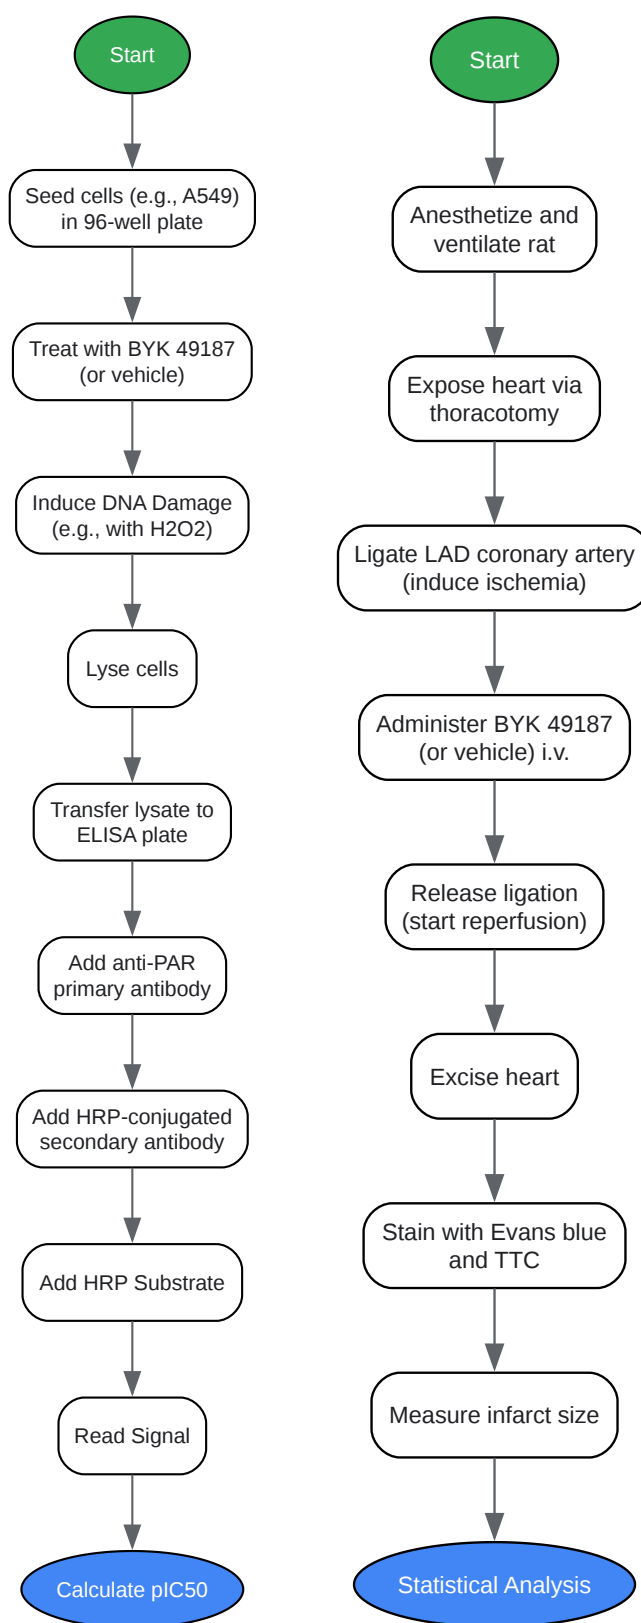 Start
Seed cells (e.g., A549)
in 96-well plate
Treat with BYK 49187
(or vehicle)
Induce DNA Damage
(e.g., with H2O2)
Lyse cells
Transfer lysate to
ELISA plate
Add anti-PAR
primary antibody
Add HRP-conjugated
secondary antibody
Add HRP Substrate
Read Signal
Calculate pIC50
Start
Anesthetize and
ventilate rat
Expose heart via
thoracotomy
Ligate LAD coronary artery
(induce ischemia)
Administer BYK 49187
(or vehicle) i.v.
Release ligation
(start reperfusion)
Excise heart
Stain with Evans blue
and TTC
Measure infarct size
Statistical Analysis